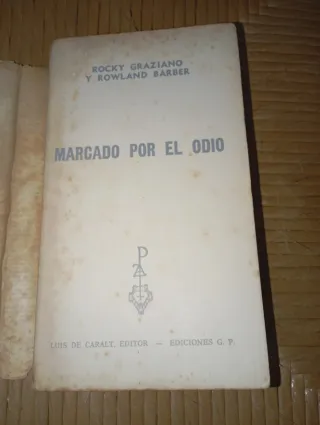 ROCKY GRAZIANO
Y ROWLAND BARBER
MARCADO POR EL ODIO
LUIS DE CARALT, EDITOR — EDICIONES G. P.